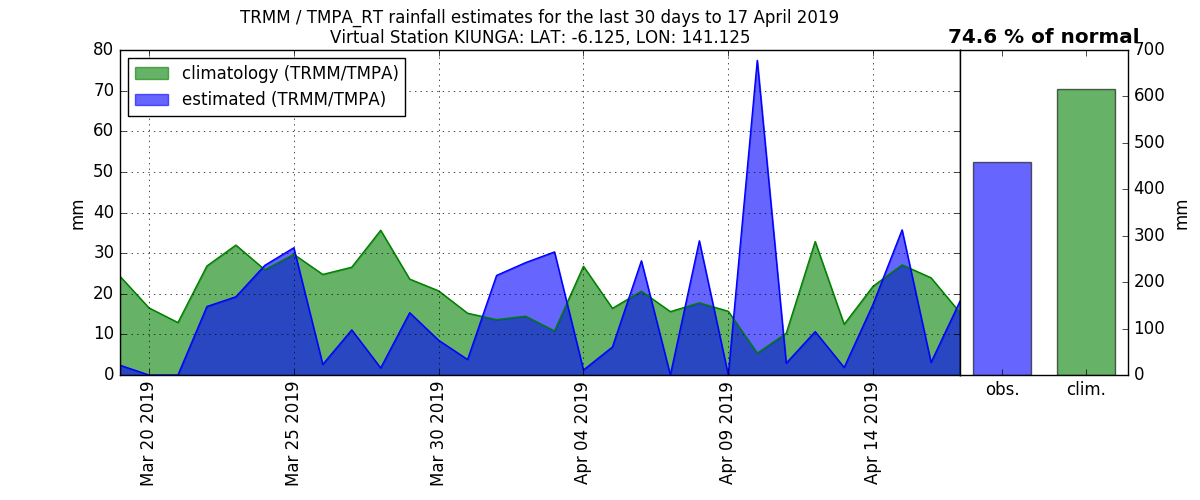 TRMM / TMPA_RT rainfall estimates for the last 30 days to 17 April 2019
Virtual Station KIUNGA: LAT: -6.125, LON: 141.125
74.6 % of normal
climatology (TRMM/TMPA)
estimated (TRMM/TMPA)
mm
80
70
60
50
40
30
20
10
0
Mar 20 2019
Mar 25 2019
Mar 30 2019
Apr 04 2019
Apr 09 2019
Apr 14 2019
obs.
clim.
700
600
500
400
300
200
100
0
mm